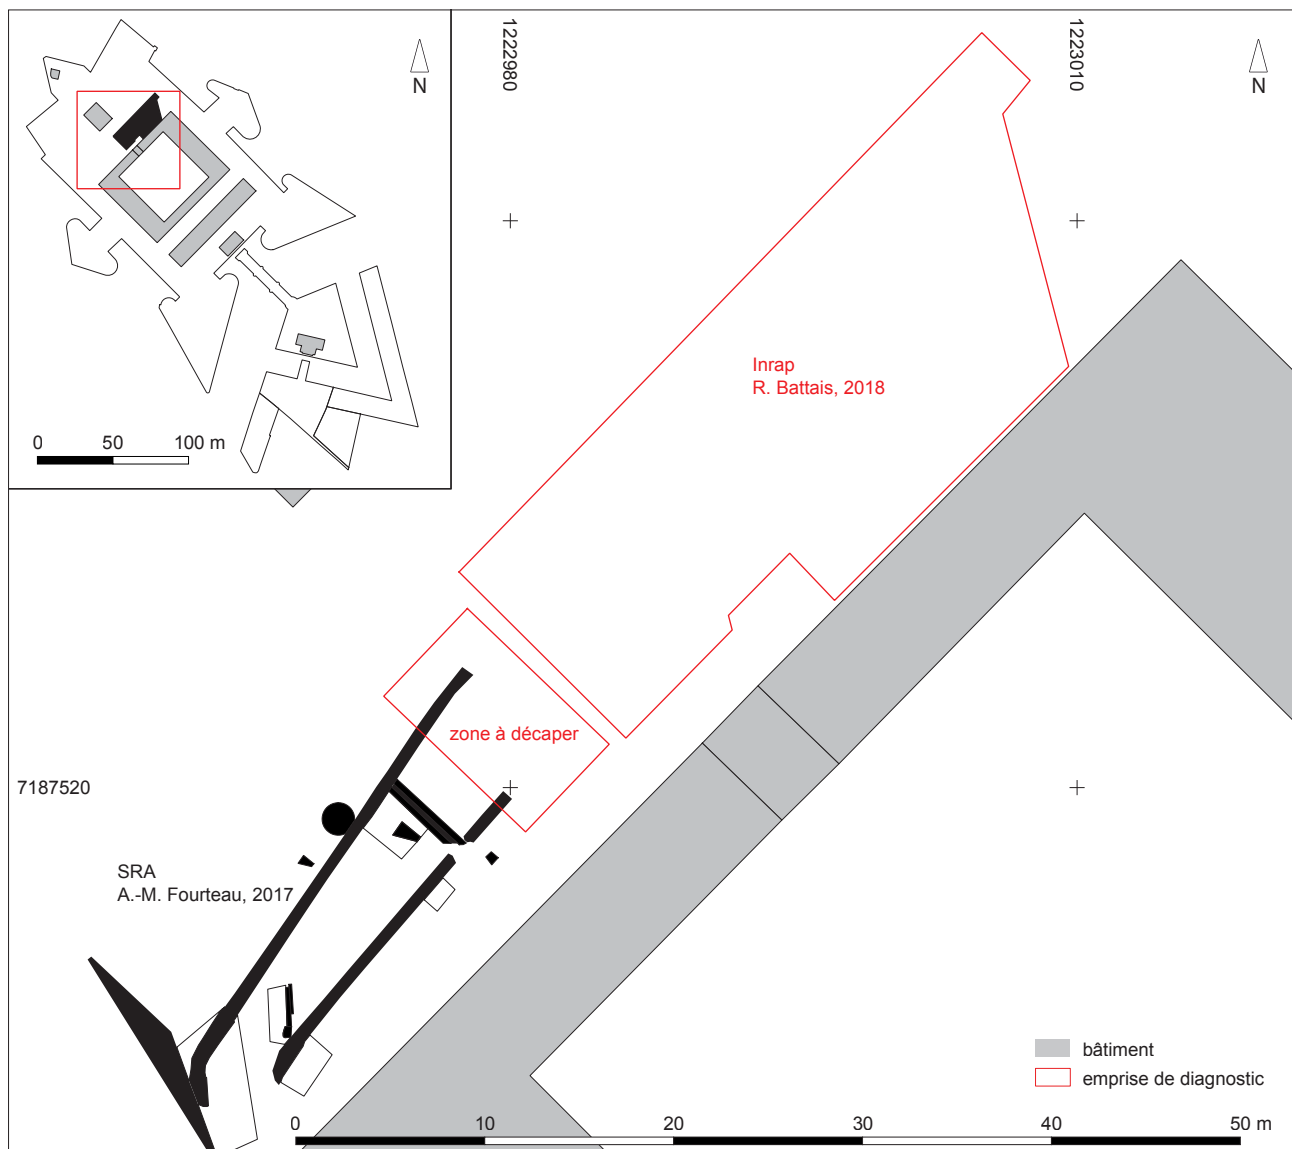 N
0 50 100 m
1222980
1223010
N
Inrap
R. Battais, 2018
zone à décaper
7187520
SRA
A.-M. Fourteau, 2017
bâtiment
emprise de diagnostic
0 10 20 30 40 50 m